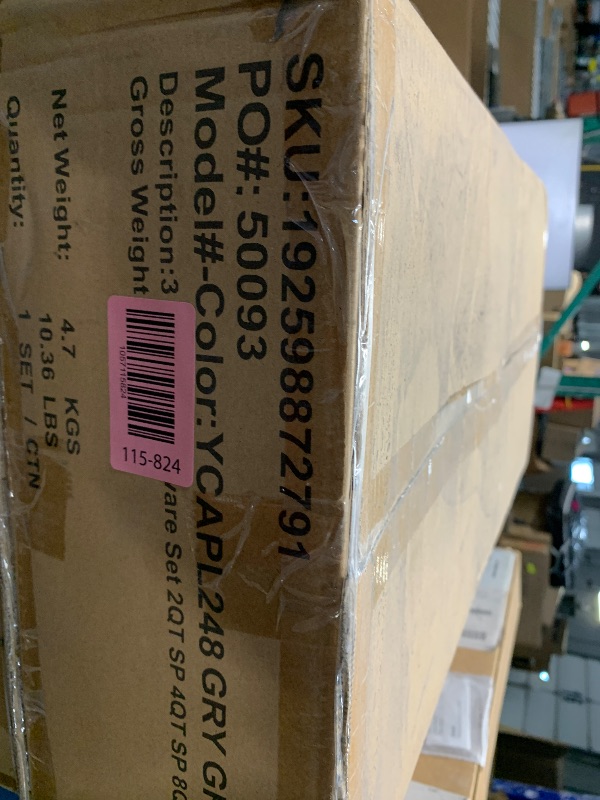 SKU:192598872791
PO#: 50093
Model#-Color:YCAPL248 GRY
Description:3
Set 2QT SP 4QT SP
Gross Weight
Net Weight: 4.7 KGS
10.36 LBS
Quantity: 1 SET / CTN
1057115824
115-824